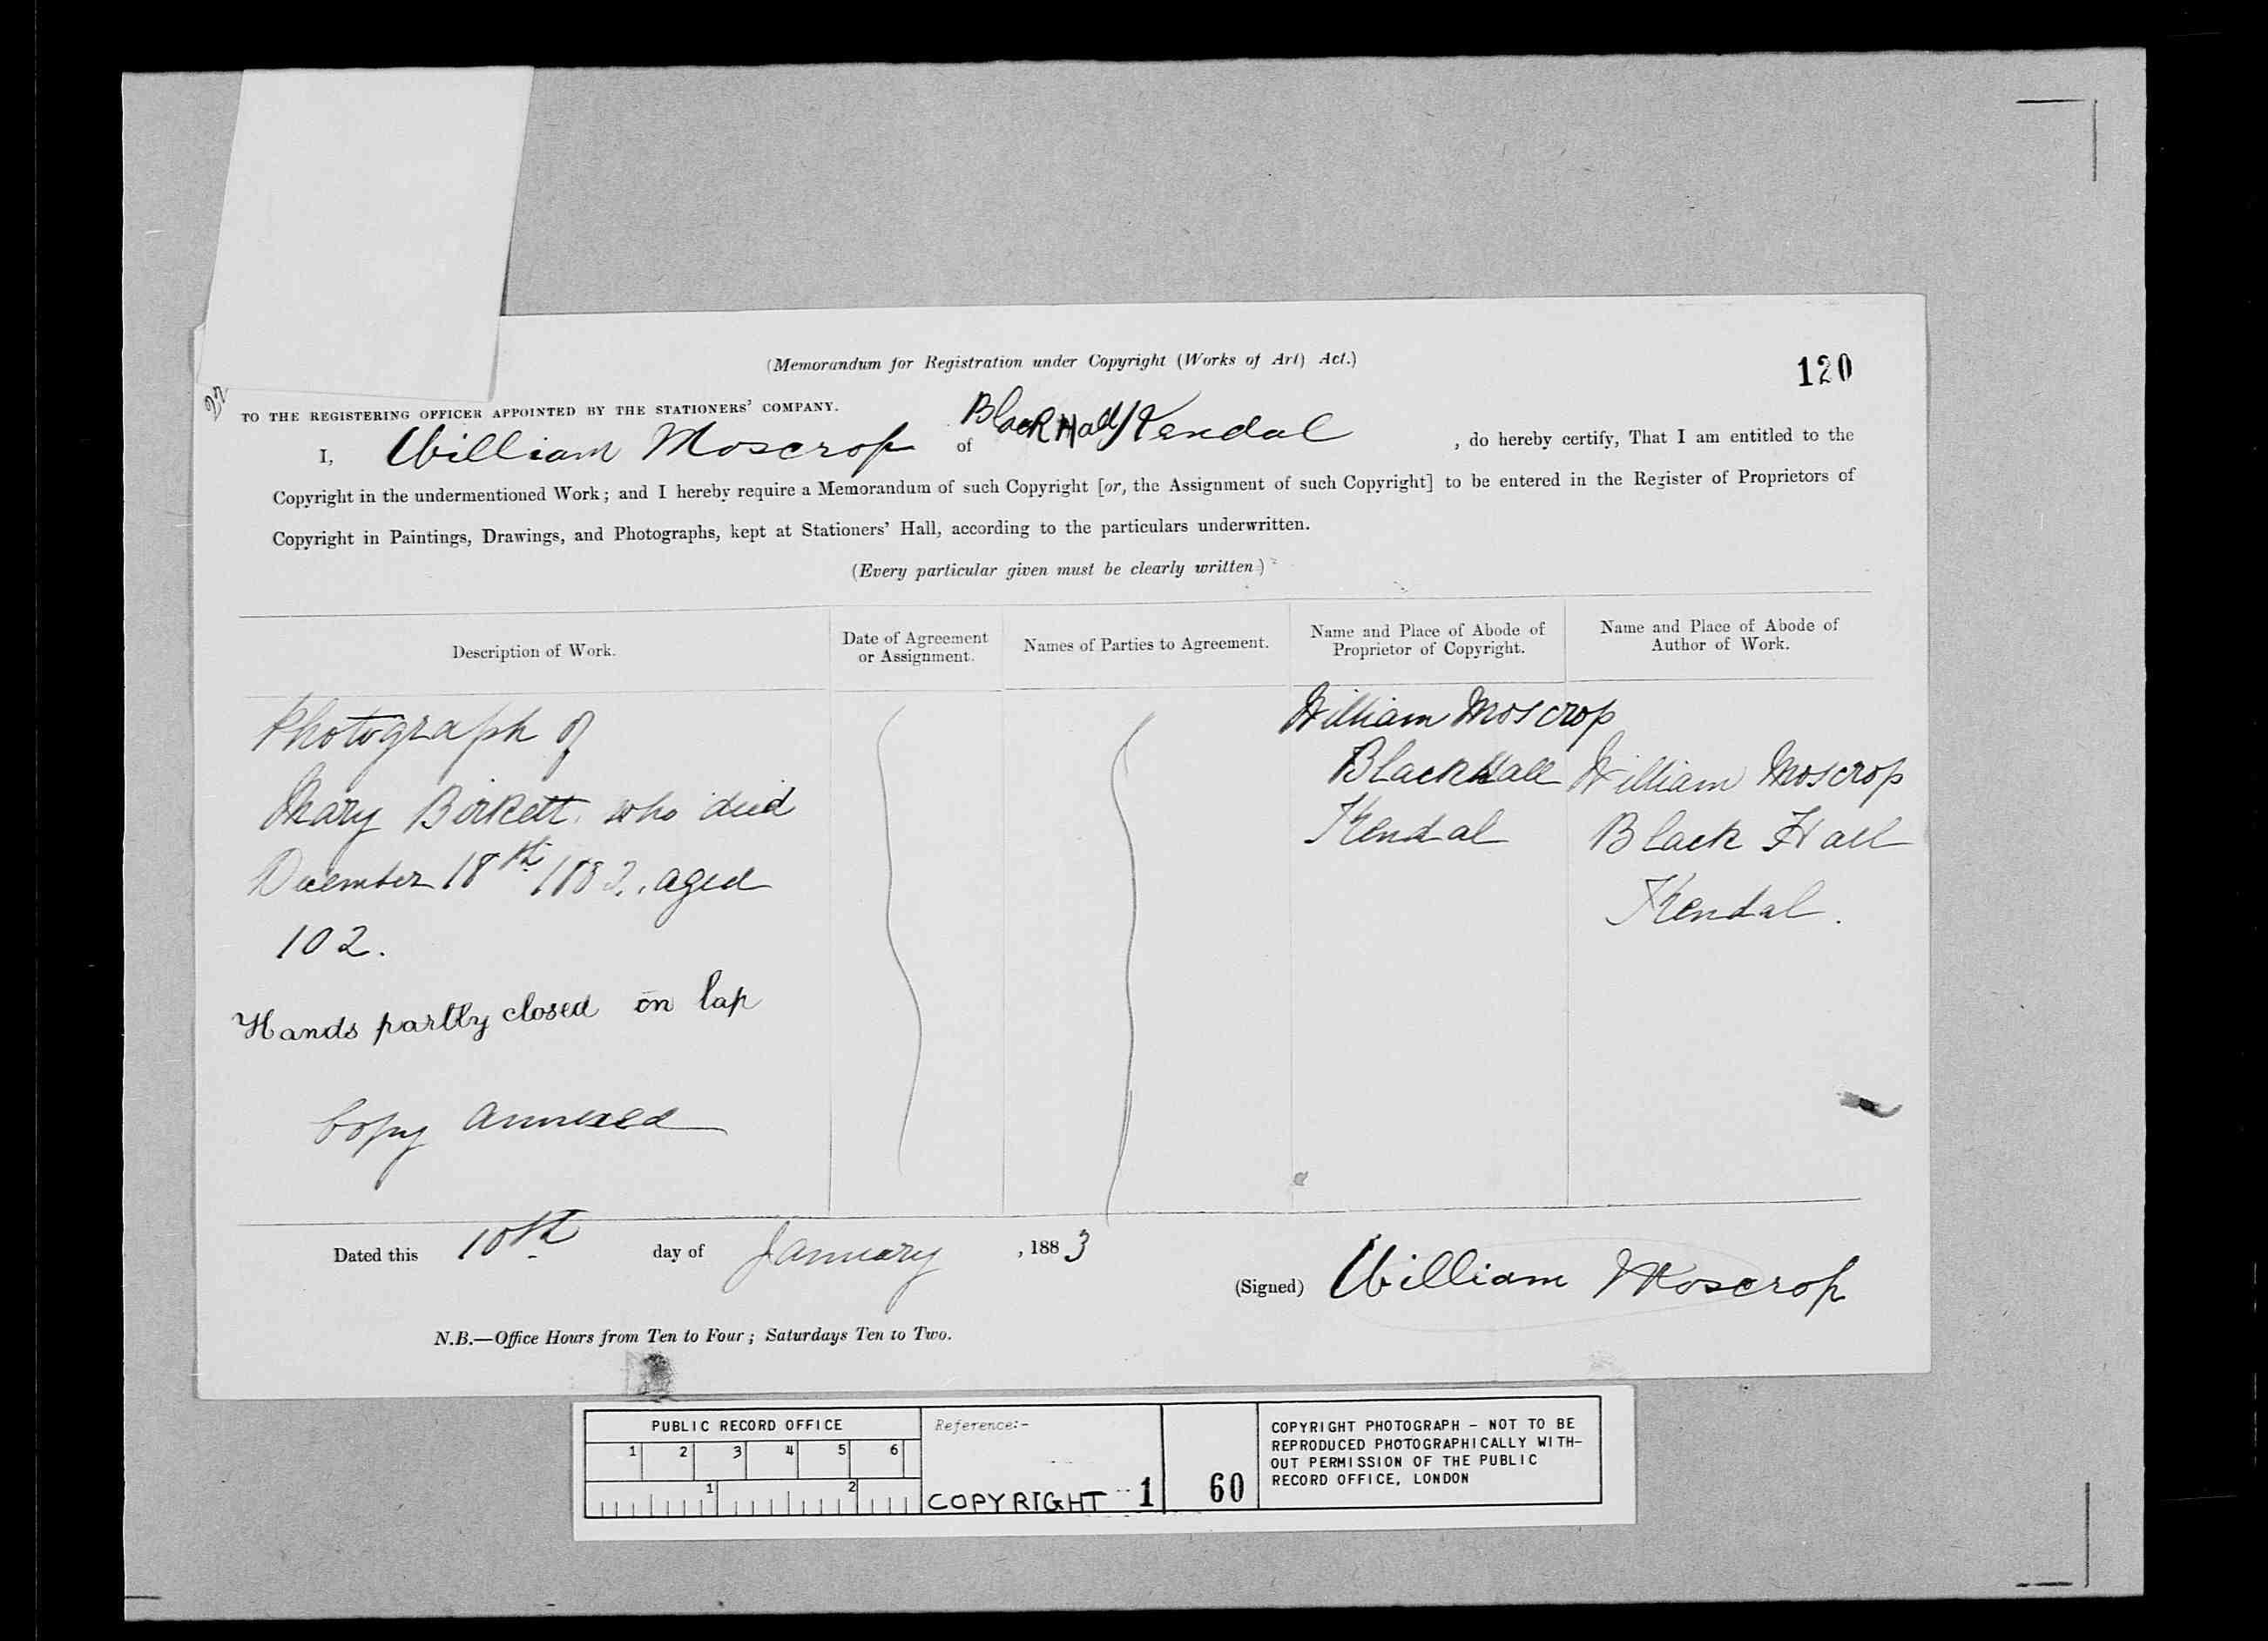 (Memorandum for Registration under Copyright (Works of Art) Act.)
120
22
TO THE REGISTERING OFFICER APPOINTED BY THE STATIONERS' COMPANY.
I, William Moscrop of Black Hall / Kendal , do hereby certify, That I am entitled to the
Copyright in the undermentioned Work; and I hereby require a Memorandum of such Copyright [or, the Assignment of such Copyright] to be entered in the Register of Proprietors of
Copyright in Paintings, Drawings, and Photographs, kept at Stationers' Hall, according to the particulars underwritten.
(Every particular given must be clearly written.)
Description of Work.
Photograph of
Mary Birkett who died
December 18th 1882, aged
102.
Hands partly closed on lap
Copy annexed
Date of Agreement
or Assignment.
Names of Parties to Agreement.
Name and Place of Abode of
Proprietor of Copyright.
William Moscrop
Black Hall
Kendal
Name and Place of Abode of
Author of Work.
William Moscrop
Black Hall
Kendal.
Dated this 10th day of January , 1883
(Signed) William Moscrop
N.B.—Office Hours from Ten to Four; Saturdays Ten to Two.
PUBLIC RECORD OFFICE
1 2 3 4 5 6
1 2
Reference:-
COPYRIGHT 1
60
COPYRIGHT PHOTOGRAPH - NOT TO BE
REPRODUCED PHOTOGRAPHICALLY WITH-
OUT PERMISSION OF THE PUBLIC
RECORD OFFICE, LONDON